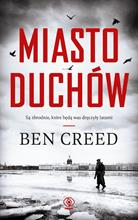 MIASTO
DUCHÓW
Są zbrodnie, które będą was dręczyły latami
BEN CREED